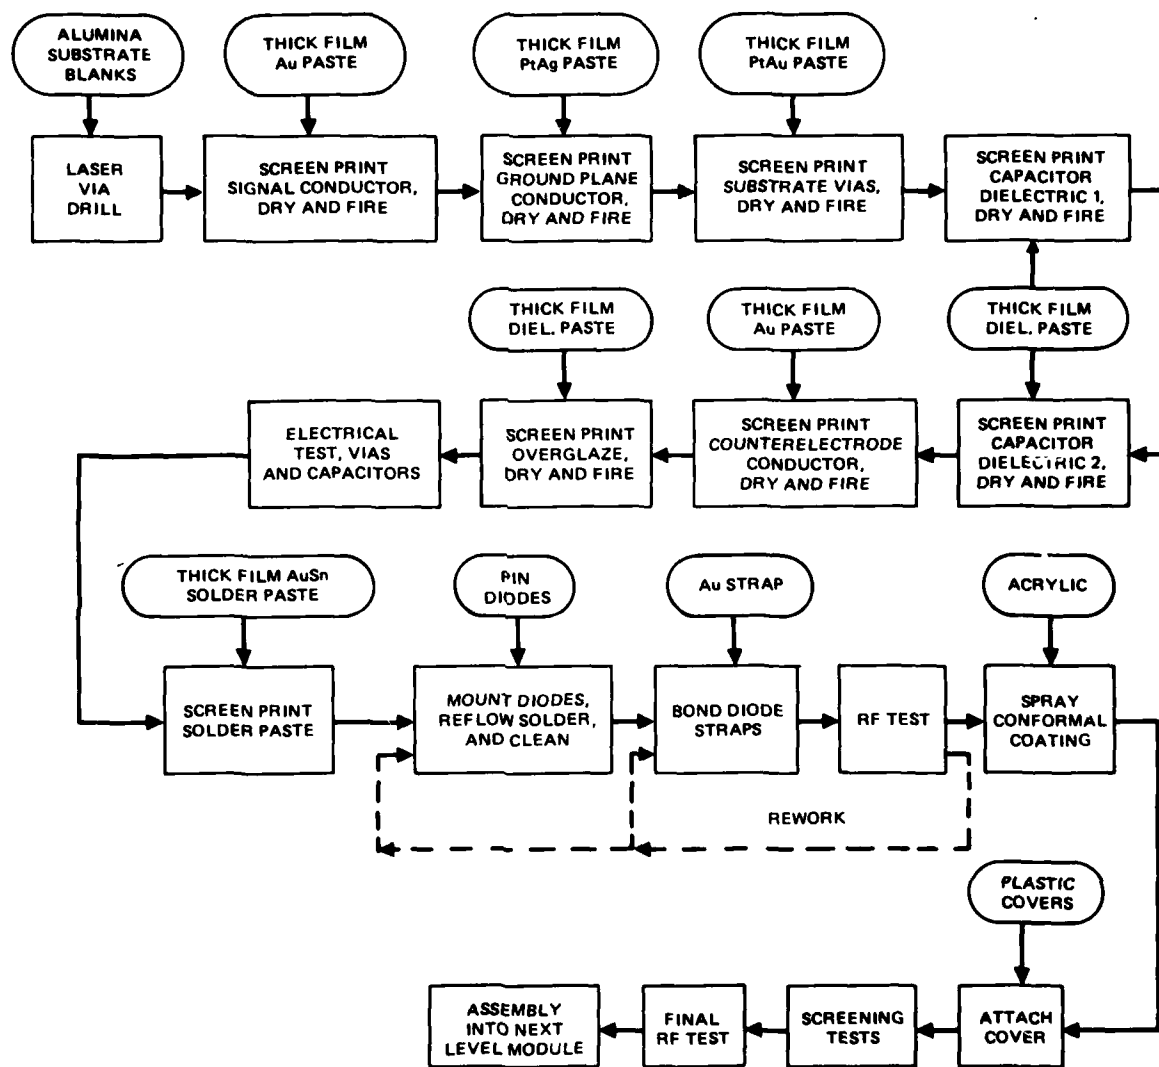 ALUMINA
SUBSTRATE
BLANKS
THICK FILM
Au PASTE
THICK FILM
PtAg PASTE
THICK FILM
PtAu PASTE
LASER
VIA
DRILL
SCREEN PRINT
SIGNAL CONDUCTOR,
DRY AND FIRE
SCREEN PRINT
GROUND PLANE
CONDUCTOR,
DRY AND FIRE
SCREEN PRINT
SUBSTRATE VIAS,
DRY AND FIRE
SCREEN PRINT
CAPACITOR
DIELECTRIC 1,
DRY AND FIRE
THICK FILM
DIEL. PASTE
THICK FILM
Au PASTE
THICK FILM
DIEL. PASTE
ELECTRICAL
TEST, VIAS
AND CAPACITORS
SCREEN PRINT
OVERGLAZE,
DRY AND FIRE
SCREEN PRINT
COUNTERELECTRODE
CONDUCTOR,
DRY AND FIRE
SCREEN PRINT
CAPACITOR
DIELECTRIC 2,
DRY AND FIRE
THICK FILM AuSn
SOLDER PASTE
PIN
DIODES
Au STRAP
ACRYLIC
SCREEN PRINT
SOLDER PASTE
MOUNT DIODES,
REFLOW SOLDER,
AND CLEAN
BOND DIODE
STRAPS
RF TEST
SPRAY
CONFORMAL
COATING
REWORK
PLASTIC
COVERS
ASSEMBLY
INTO NEXT
LEVEL MODULE
FINAL
RF TEST
SCREENING
TESTS
ATTACH
COVER